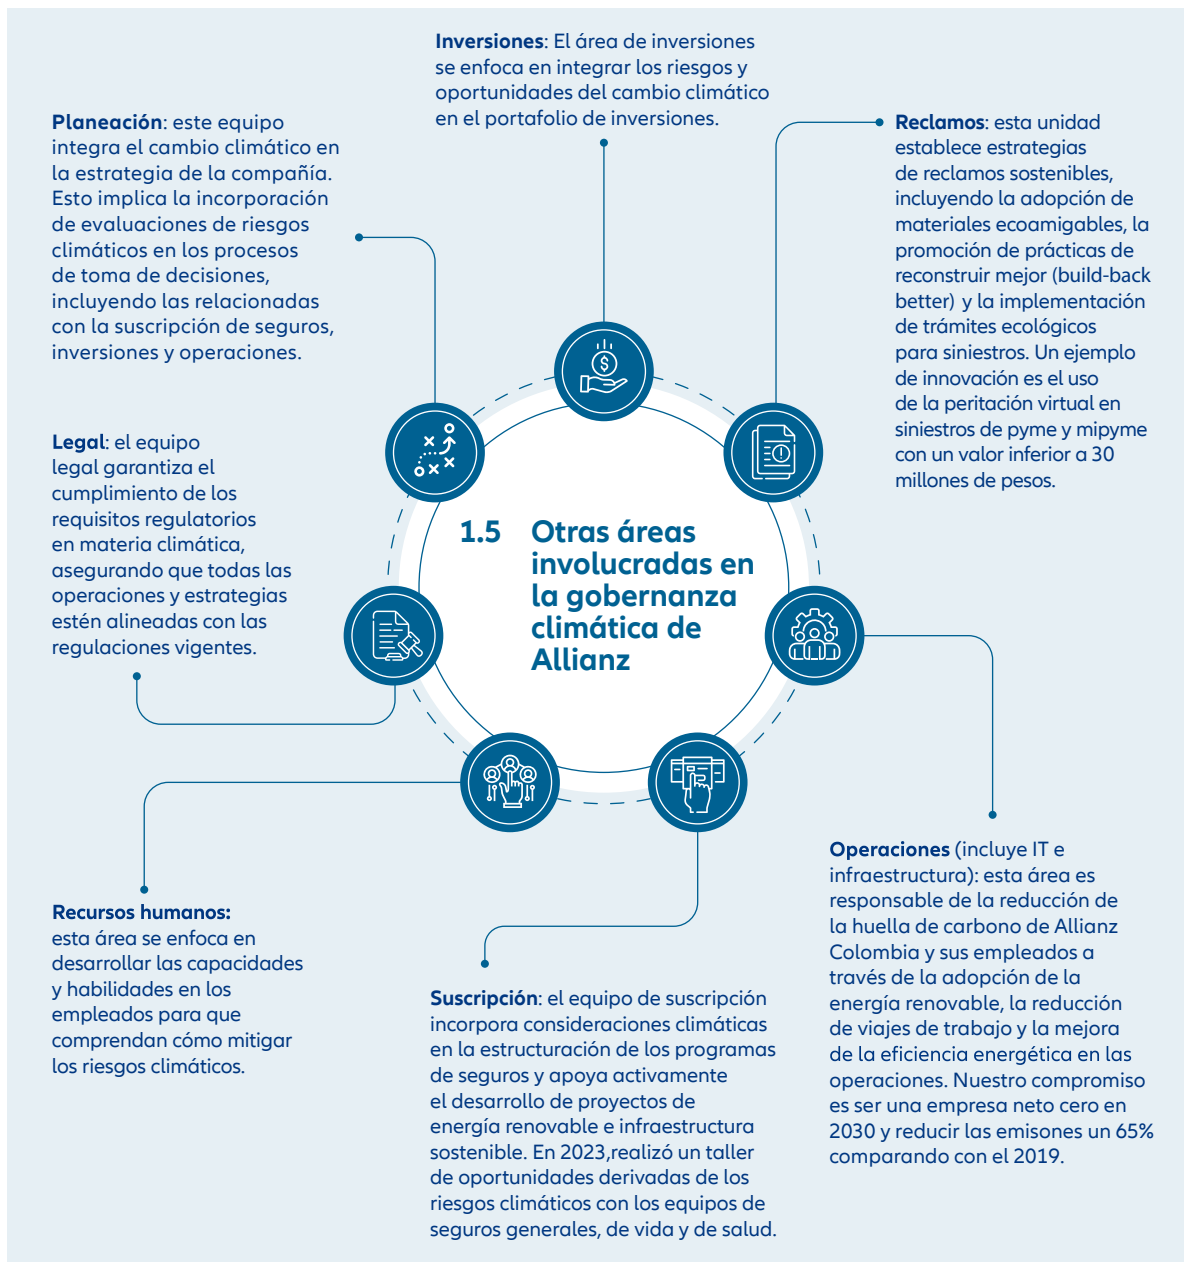 Inversiones: El área de inversiones
se enfoca en integrar los riesgos y
oportunidades del cambio climático
en el portafolio de inversiones.
Planeación: este equipo
integra el cambio climático en
la estrategia de la compañía.
Esto implica la incorporación
de evaluaciones de riesgos
climáticos en los procesos
de toma de decisiones,
incluyendo las relacionadas
con la suscripción de seguros,
inversiones y operaciones.
Reclamos: esta unidad
establece estrategias
de reclamos sostenibles,
incluyendo la adopción de
materiales ecoamigables, la
promoción de prácticas de
reconstruir mejor (build-back
better) y la implementación
de trámites ecológicos
para siniestros. Un ejemplo
de innovación es el uso
de la peritación virtual en
siniestros de pyme y mipyme
con un valor inferior a 30
millones de pesos.
Legal: el equipo
legal garantiza el
cumplimiento de los
requisitos regulatorios
en materia climática,
asegurando que todas las
operaciones y estrategias
estén alineadas con las
regulaciones vigentes.
1.5 Otras áreas
involucradas en
la gobernanza
climática de
Allianz
Recursos humanos:
esta área se enfoca en
desarrollar las capacidades
y habilidades en los
empleados para que
comprendan cómo mitigar
los riesgos climáticos.
Suscripción: el equipo de suscripción
incorpora consideraciones climáticas
en la estructuración de los programas
de seguros y apoya activamente
el desarrollo de proyectos de
energía renovable e infraestructura
sostenible. En 2023,realizó un taller
de oportunidades derivadas de los
riesgos climáticos con los equipos de
seguros generales, de vida y de salud.
Operaciones (incluye IT e
infraestructura): esta área es
responsable de la reducción de
la huella de carbono de Allianz
Colombia y sus empleados a
través de la adopción de la
energía renovable, la reducción
de viajes de trabajo y la mejora
de la eficiencia energética en las
operaciones. Nuestro compromiso
es ser una empresa neto cero en
2030 y reducir las emisones un 65%
comparando con el 2019.